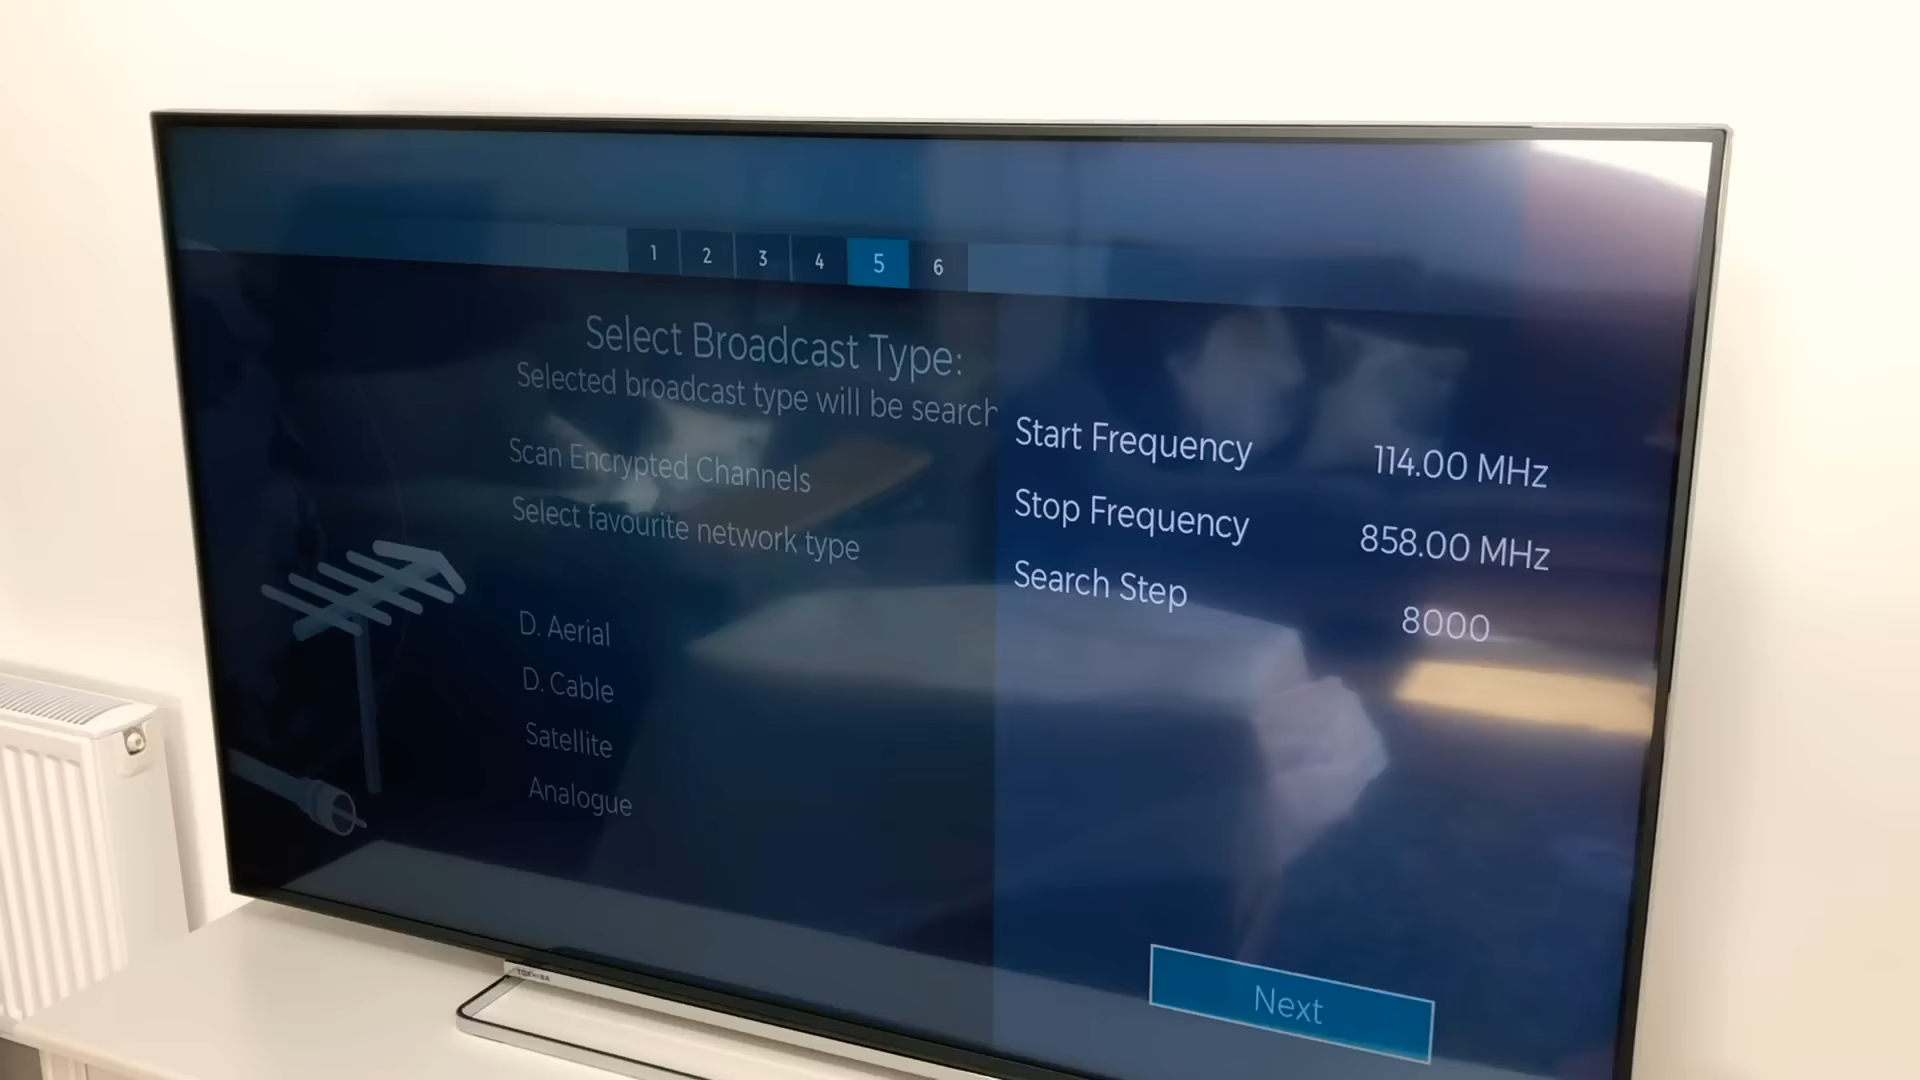 1 2 3 4 5 6
Select Broadcast Type:
Selected broadcast type will be search
Scan Encrypted Channels
Select favourite network type
D. Aerial
D. Cable
Satellite
Analogue
Start Frequency 114.00 MHz
Stop Frequency 858.00 MHz
Search Step 8000
Next
TOSHIBA